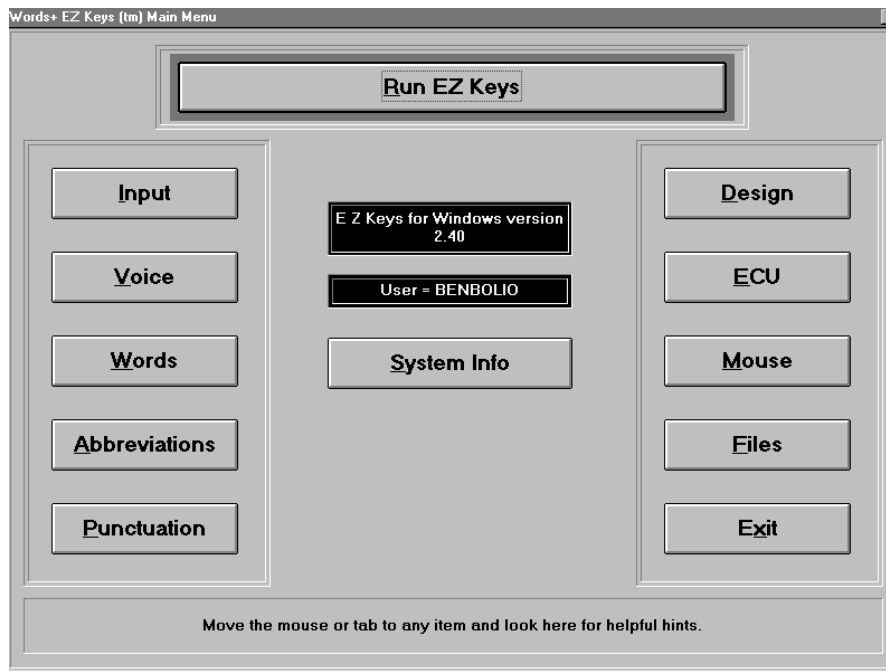 Words+ EZ Keys (tm) Main Menu
Run EZ Keys
Input
Voice
Words
Abbreviations
Punctuation
E Z Keys for Windows version
2.40
User = BENBOLIO
System Info
Design
ECU
Mouse
Files
Exit
Move the mouse or tab to any item and look here for helpful hints.